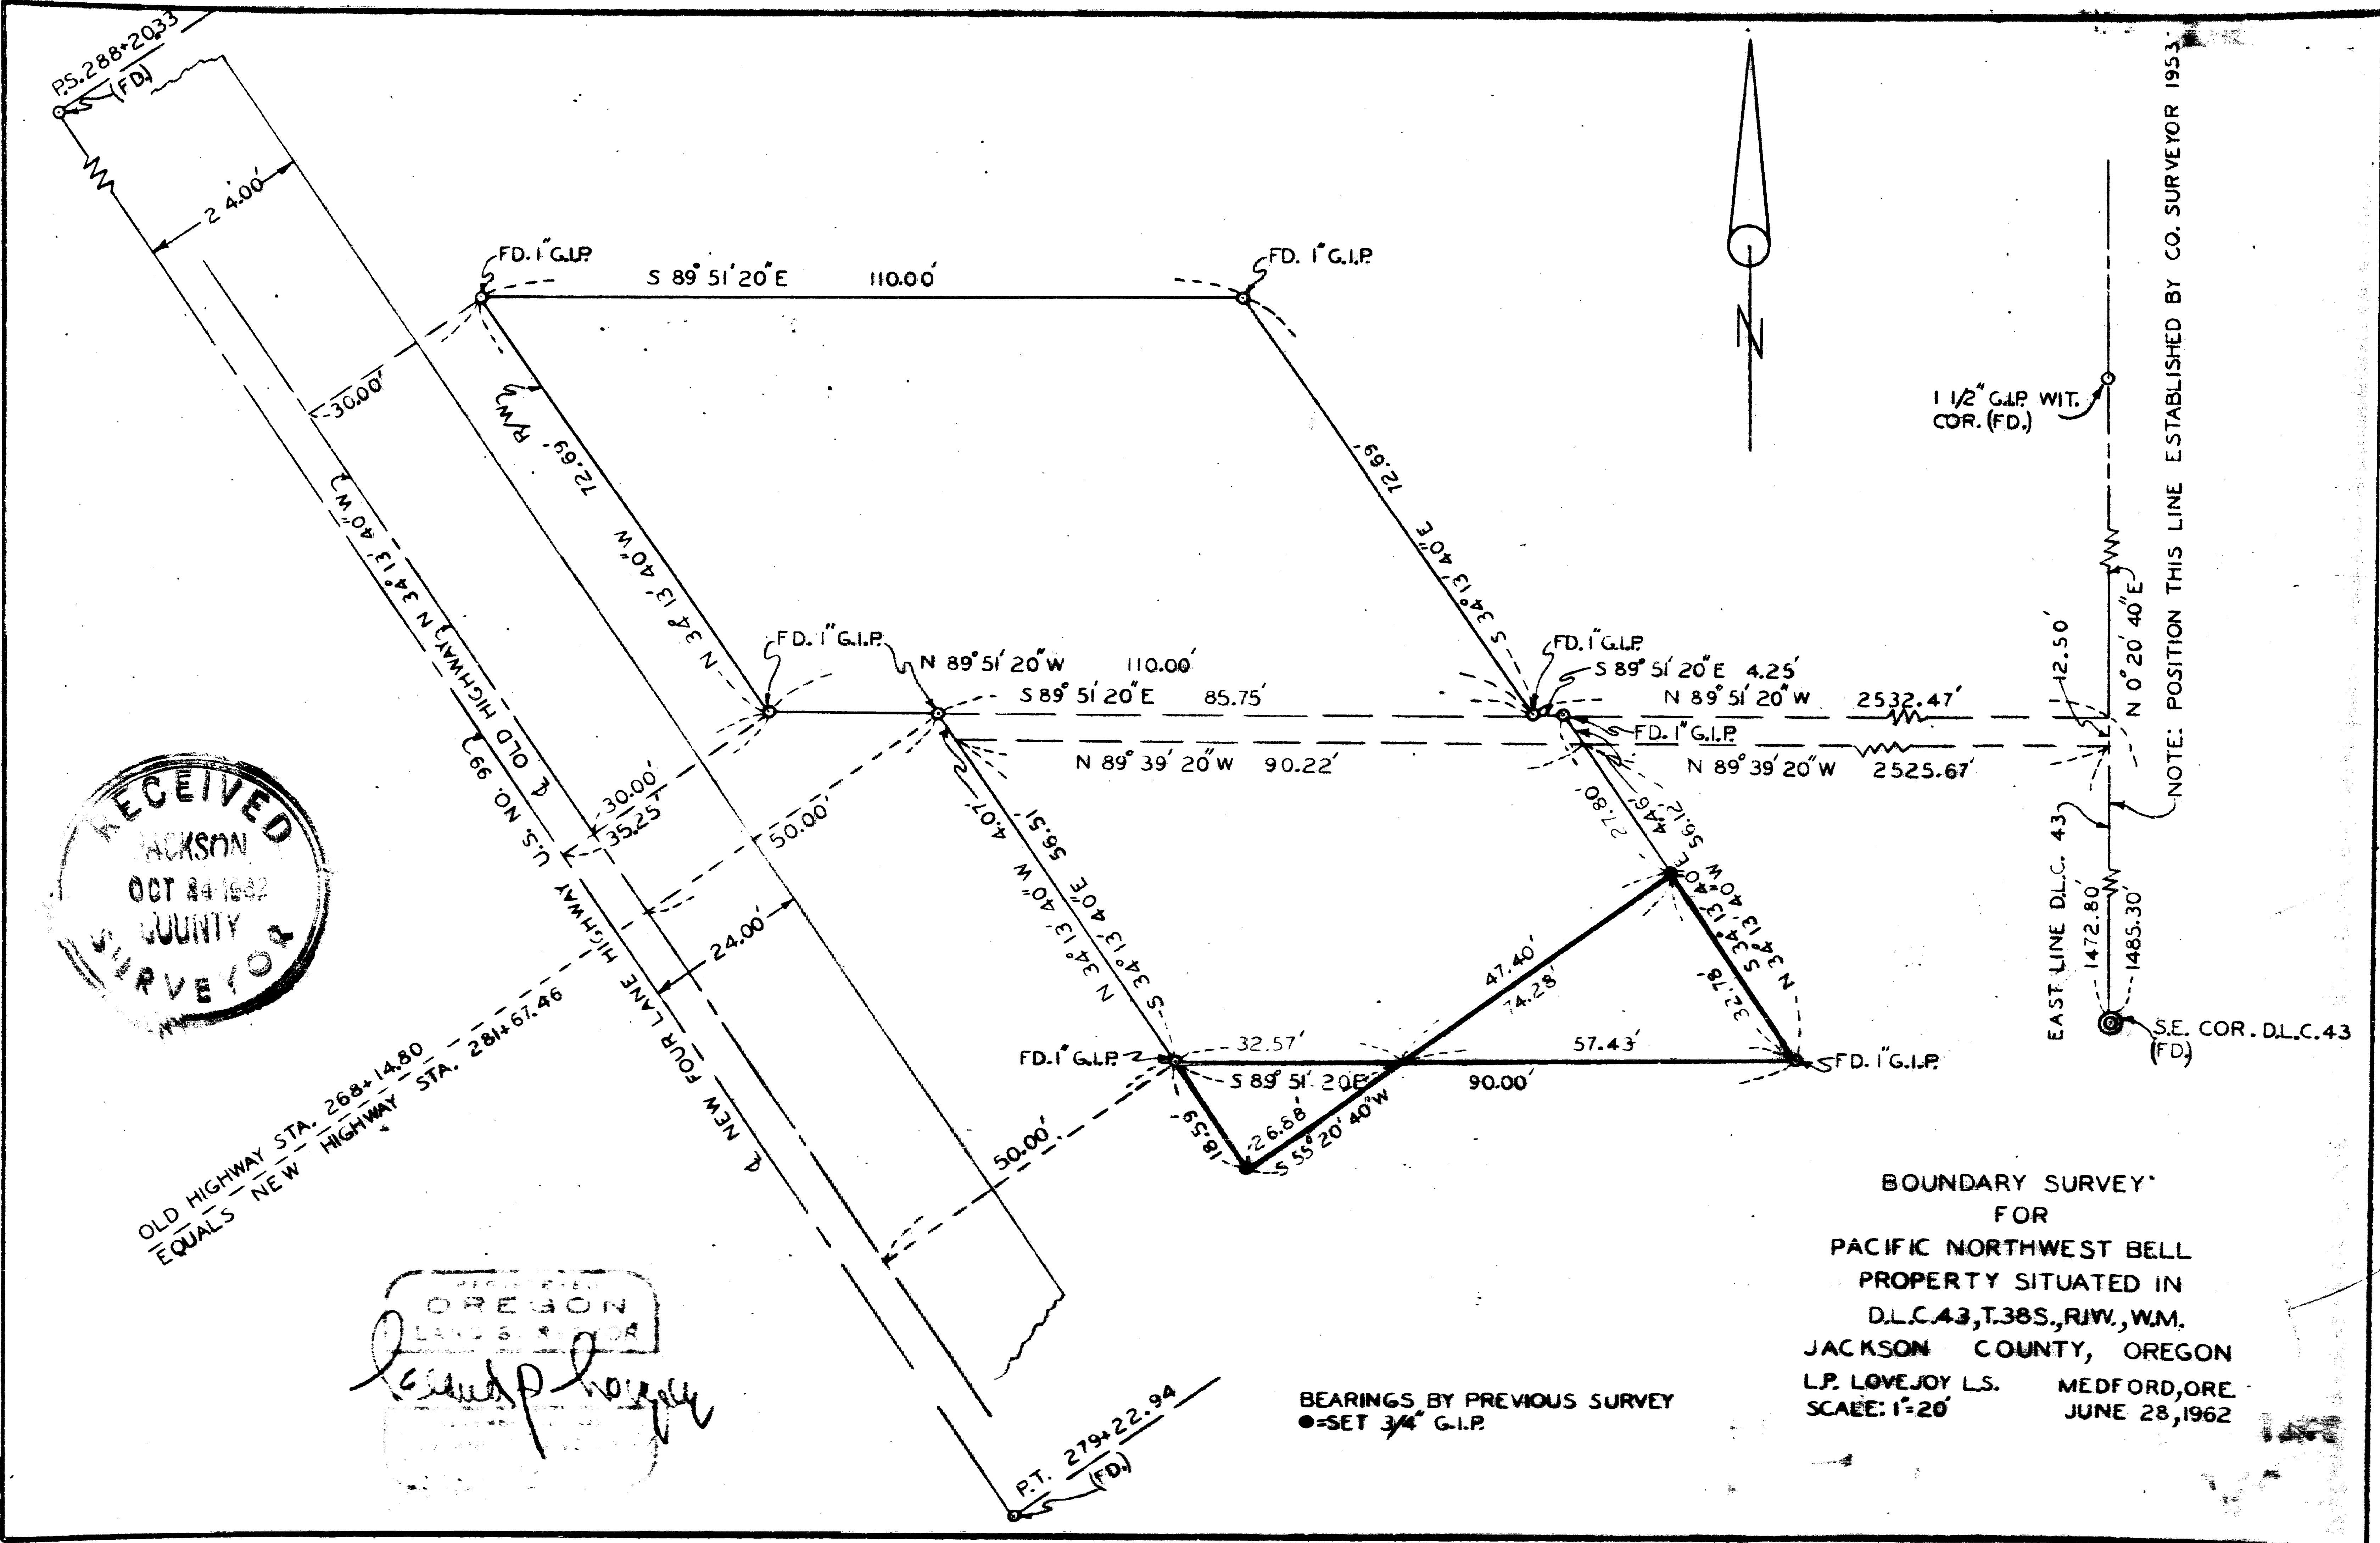 P.S. 288+20.33
(FD.)
24.00'
FD. 1" G.I.P.
S 89° 51' 20" E 110.00'
FD. 1" G.I.P.
30.00'
R/W
72.69'
N 34° 13' 40" W
72.69'
S 34° 13' 40" E
N
1 1/2" G.I.P. WIT.
COR. (FD.)
NOTE: POSITION THIS LINE ESTABLISHED BY CO. SURVEYOR 1953.
N 0° 20' 40" E
12.50'
℄ OLD HIGHWAY N 34° 13' 40" W
FD. 1" G.I.P.
N 89° 51' 20" W 110.00'
S 89° 51' 20" E 85.75'
FD. 1" G.I.P.
S 89° 51' 20" E 4.25'
N 89° 51' 20" W 2532.47'
FD. 1" G.I.P.
N 89° 39' 20" W 90.22'
N 89° 39' 20" W 2525.67'
30.00'
35.25'
50.00'
4.07'
56.51'
N 34° 13' 40" W
S 34° 13' 40" E
27.80'
4.46'
56.12'
S 34° 13' 40" E
N 34° 13' 40" W
32.78'
EAST LINE D.L.C. 43
1472.80'
1485.30'
S.E. COR. D.L.C. 43
(FD.)
RECEIVED
JACKSON
OCT
COUNTY
SURVEYOR
℄ NEW FOUR LANE HIGHWAY U.S. NO. 99
24.00'
47.40'
74.28'
FD. 1" G.I.P.
32.57'
57.43'
S 89° 51' 20 E 90.00'
FD. 1" G.I.P.
50.00'
18.59'
26.88'
S 55° 20' 40" W
OLD HIGHWAY STA. 268+14.80
EQUALS NEW HIGHWAY STA. 281+67.46
OREGON
LAND SURVEYOR
P.T. 279+22.94
(FD.)
BEARINGS BY PREVIOUS SURVEY
●=SET 3/4" G.I.P.
BOUNDARY SURVEY
FOR
PACIFIC NORTHWEST BELL
PROPERTY SITUATED IN
D.L.C.43, T.38S., R.1W., W.M.
JACKSON COUNTY, OREGON
L.P. LOVEJOY L.S. MEDFORD, ORE.
SCALE: 1"=20' JUNE 28, 1962